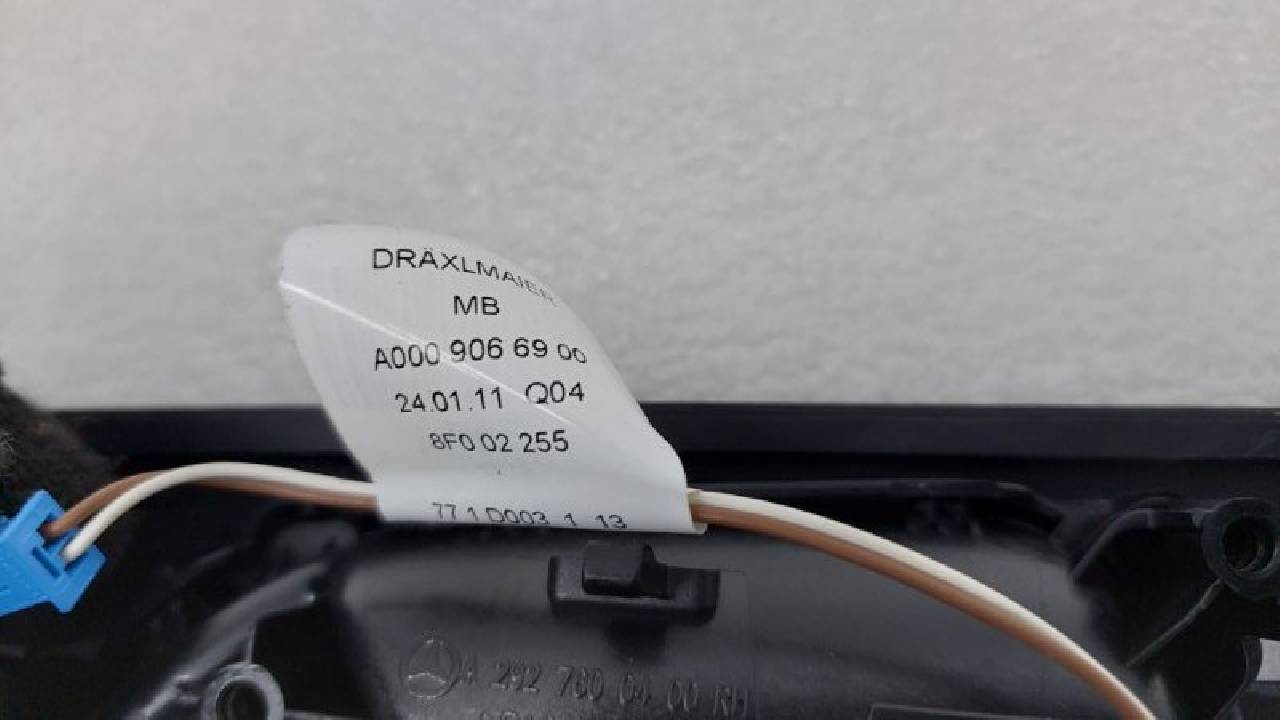 DRÄXLMAIER
MB
A000 906 69 00
24.01.11 Q04
8F0 02 255
77 1 D003 1 13
A 292 760 04 00 RH